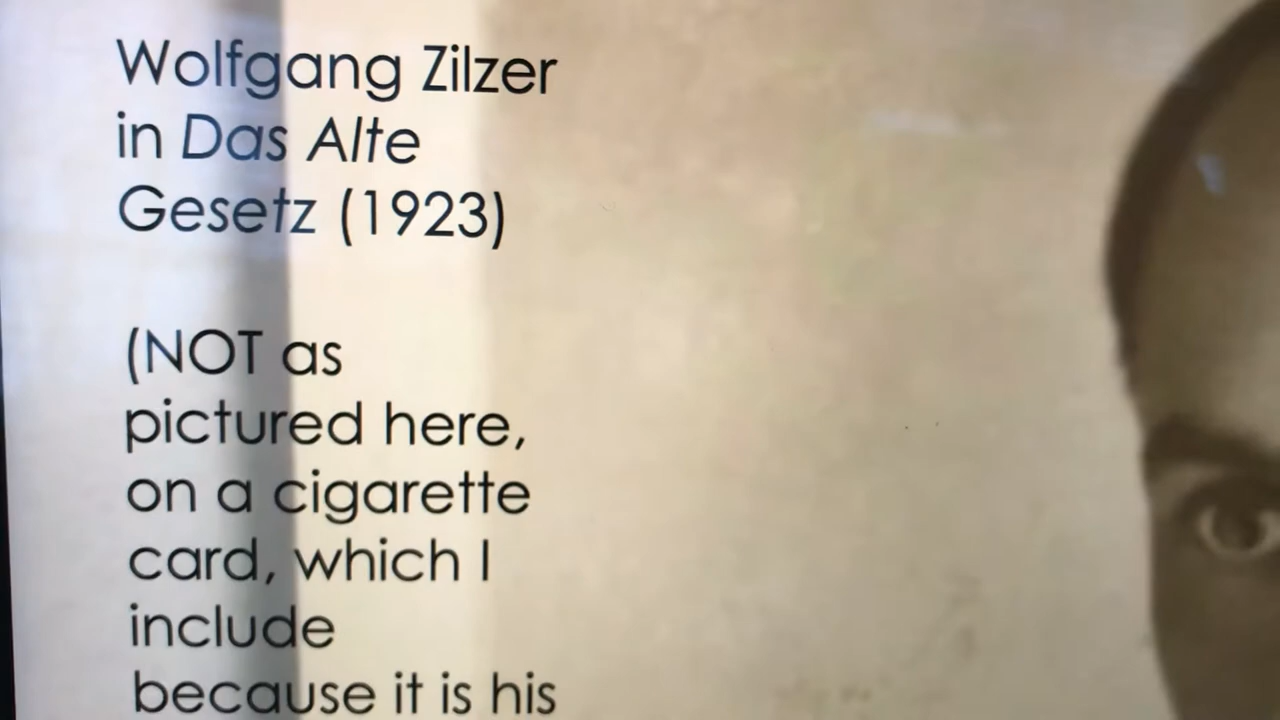 Wolfgang Zilzer
in Das Alte
Gesetz (1923)
(NOT as
pictured here,
on a cigarette
card, which I
include
because it is his